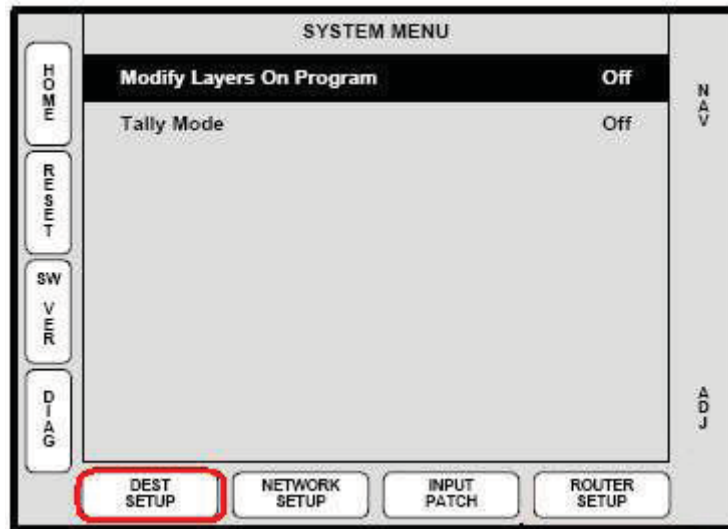 SYSTEM MENU
HOME
Modify Layers On Program Off
NAV
Tally Mode Off
RESET
SW VER
DIAG
ADJ
DEST SETUP
NETWORK SETUP
INPUT PATCH
ROUTER SETUP